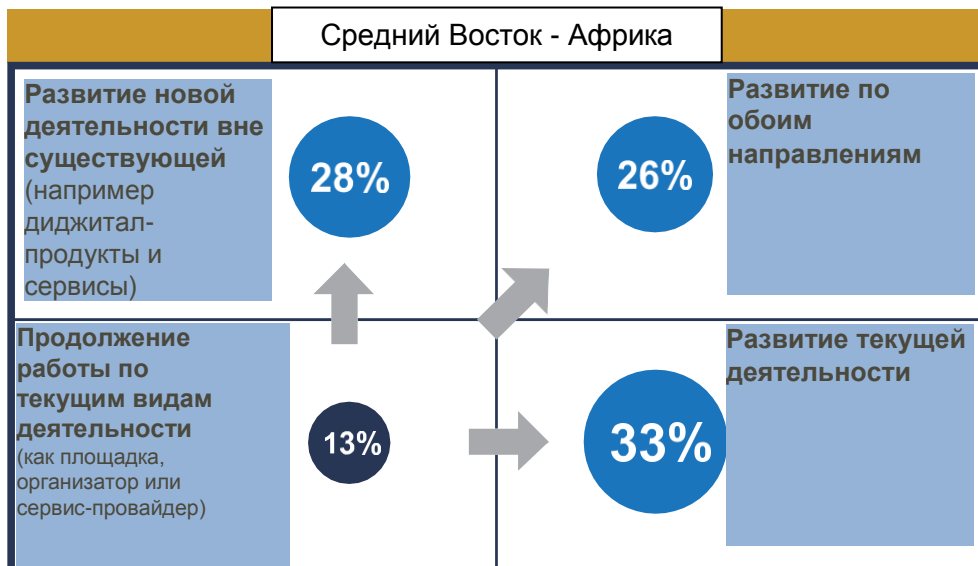 Средний Восток - Африка
Развитие новой
деятельности вне
существующей
(например
диджитал-
продукты и
сервисы)
28%
26%
Развитие по
обоим
направлениям
Продолжение
работы по
текущим видам
деятельности
(как площадка,
организатор или
сервис-провайдер)
13%
33%
Развитие текущей
деятельности